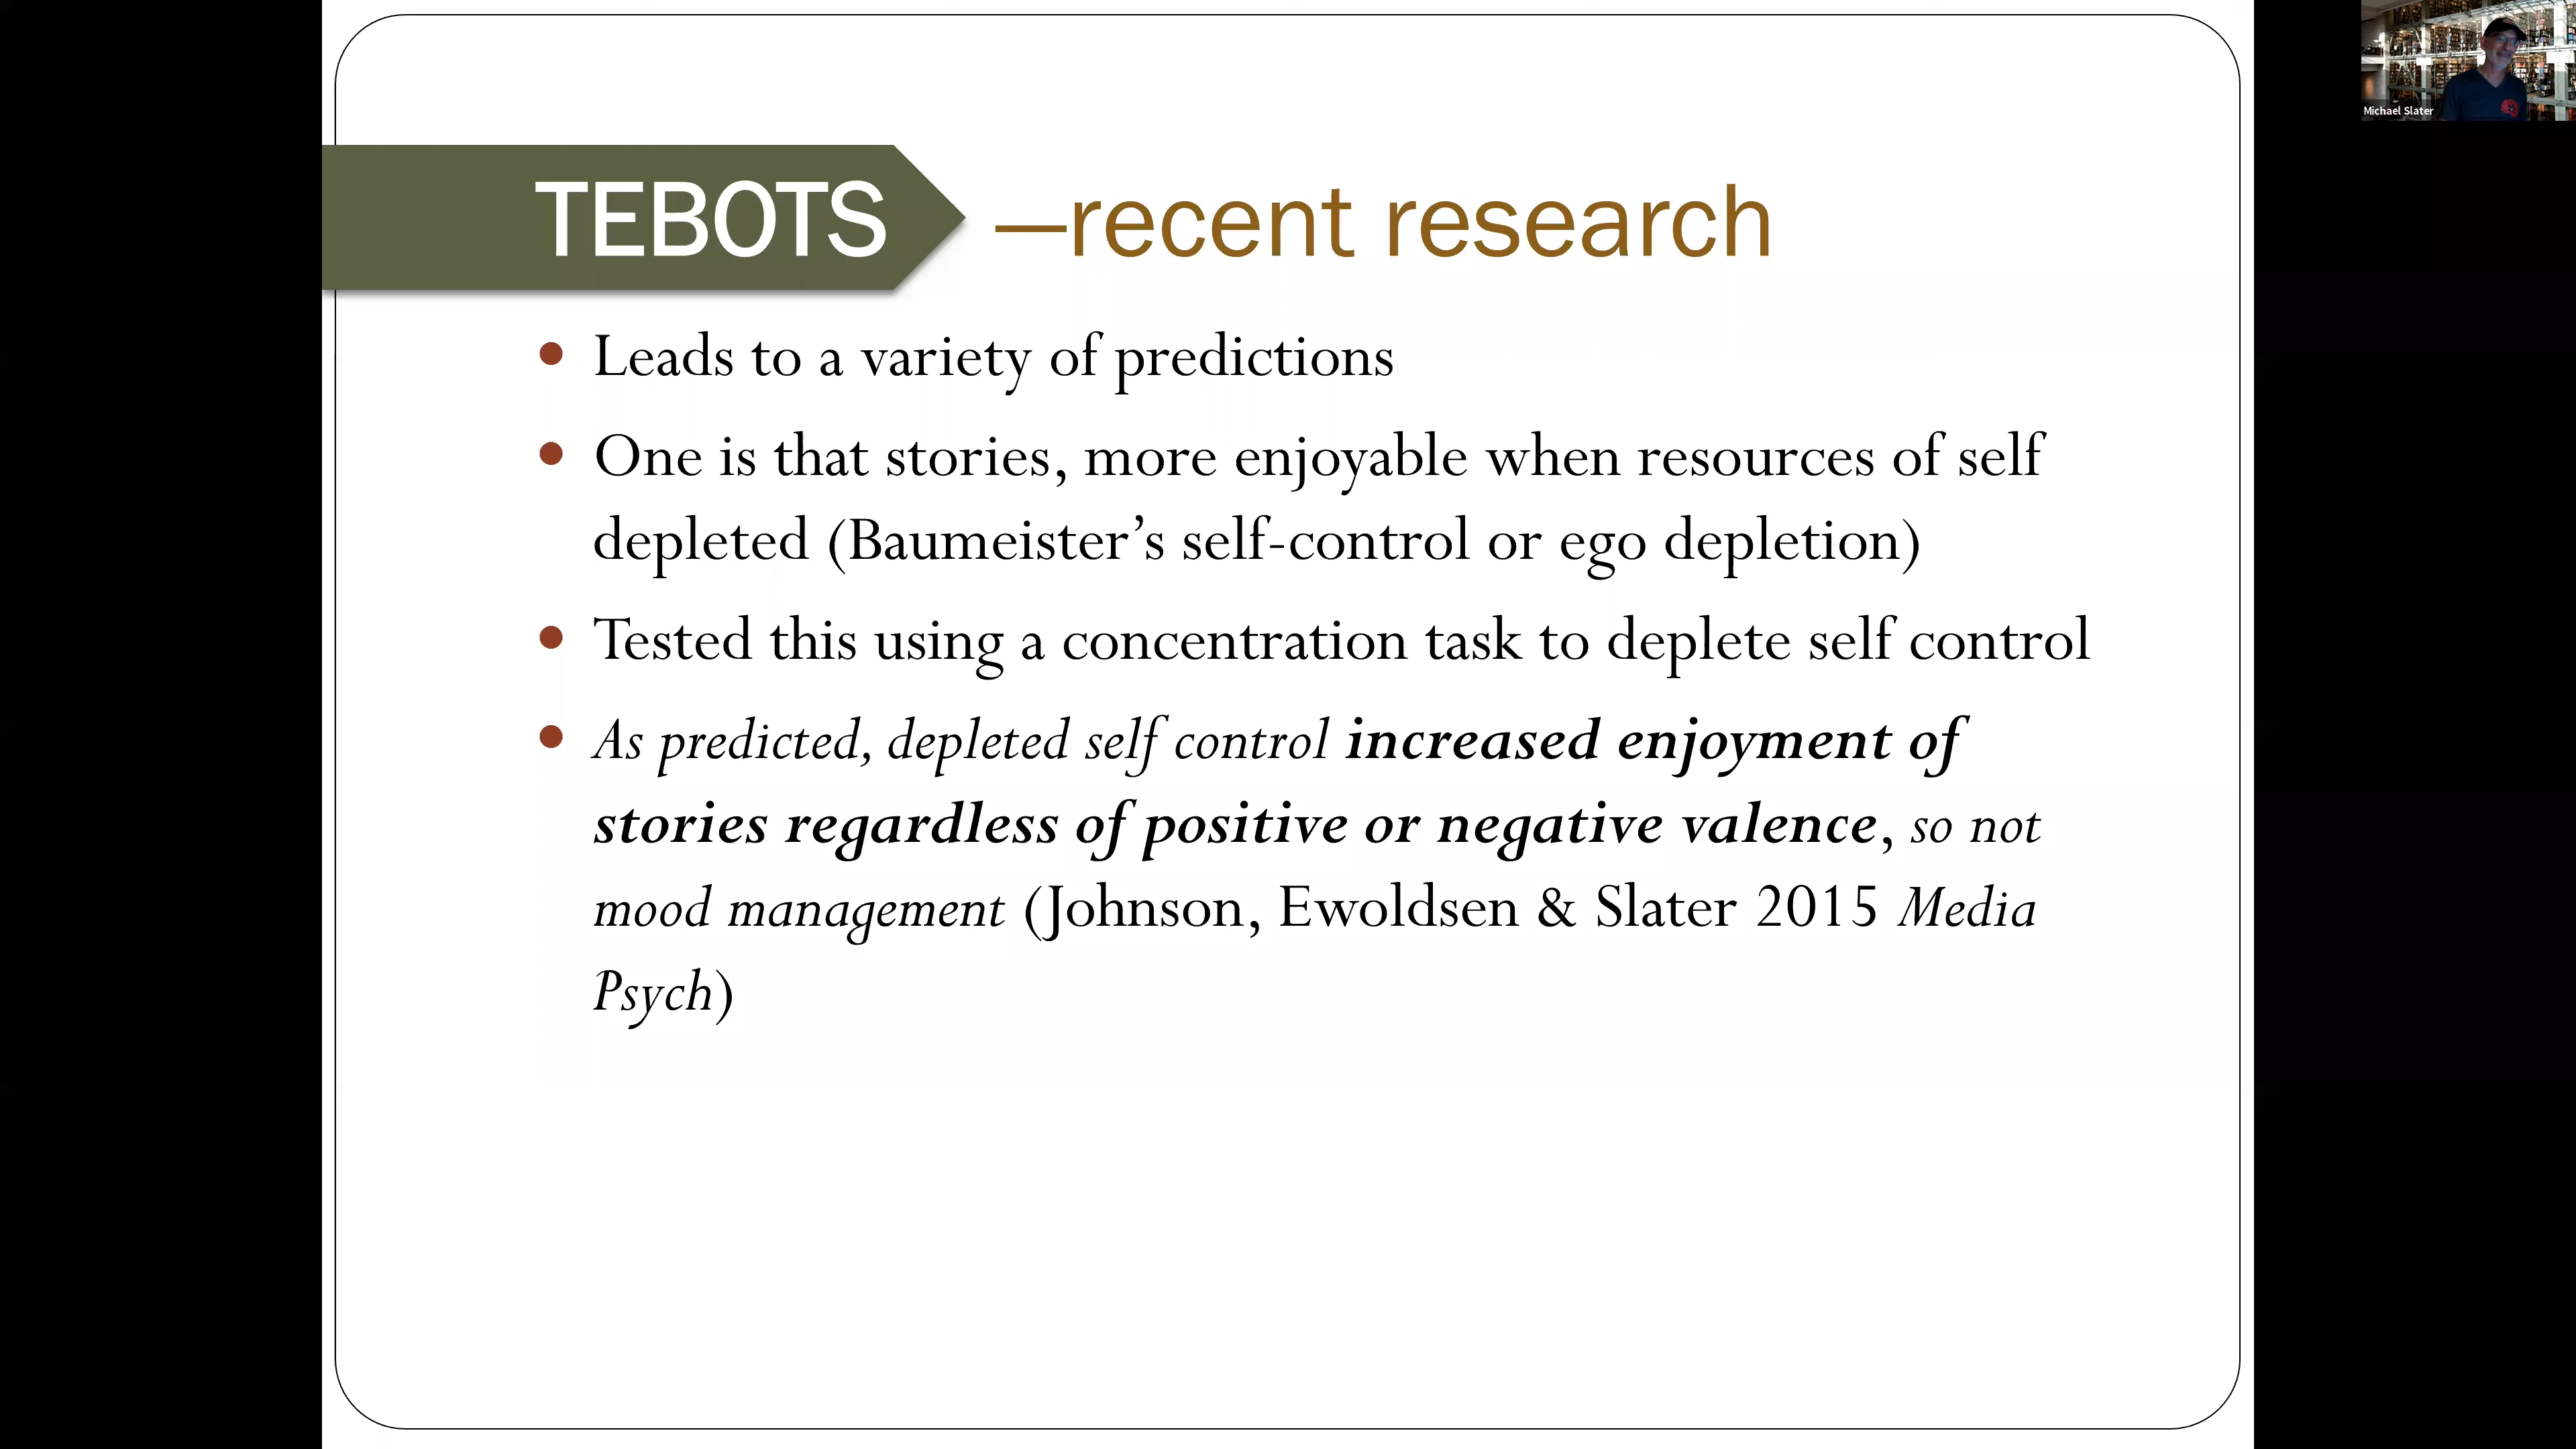 TEBOTS —recent research
• Leads to a variety of predictions
• One is that stories, more enjoyable when resources of self
depleted (Baumeister’s self-control or ego depletion)
• Tested this using a concentration task to deplete self control
• As predicted, depleted self control increased enjoyment of
stories regardless of positive or negative valence, so not
mood management (Johnson, Ewoldsen & Slater 2015 Media
Psych)
Michael Slater